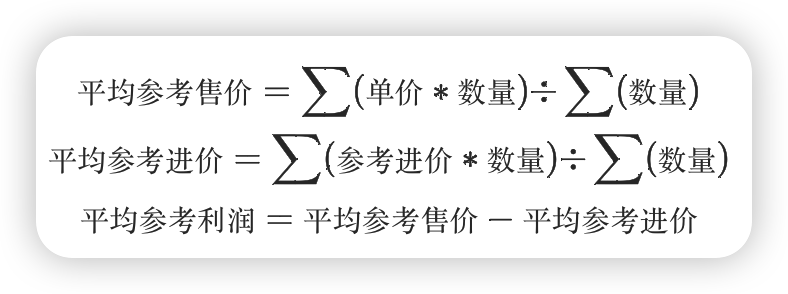 平均参考售价 = ∑(单价 * 数量)÷ ∑(数量)
平均参考进价 = ∑(参考进价 * 数量)÷ ∑(数量)
平均参考利润 = 平均参考售价 − 平均参考进价